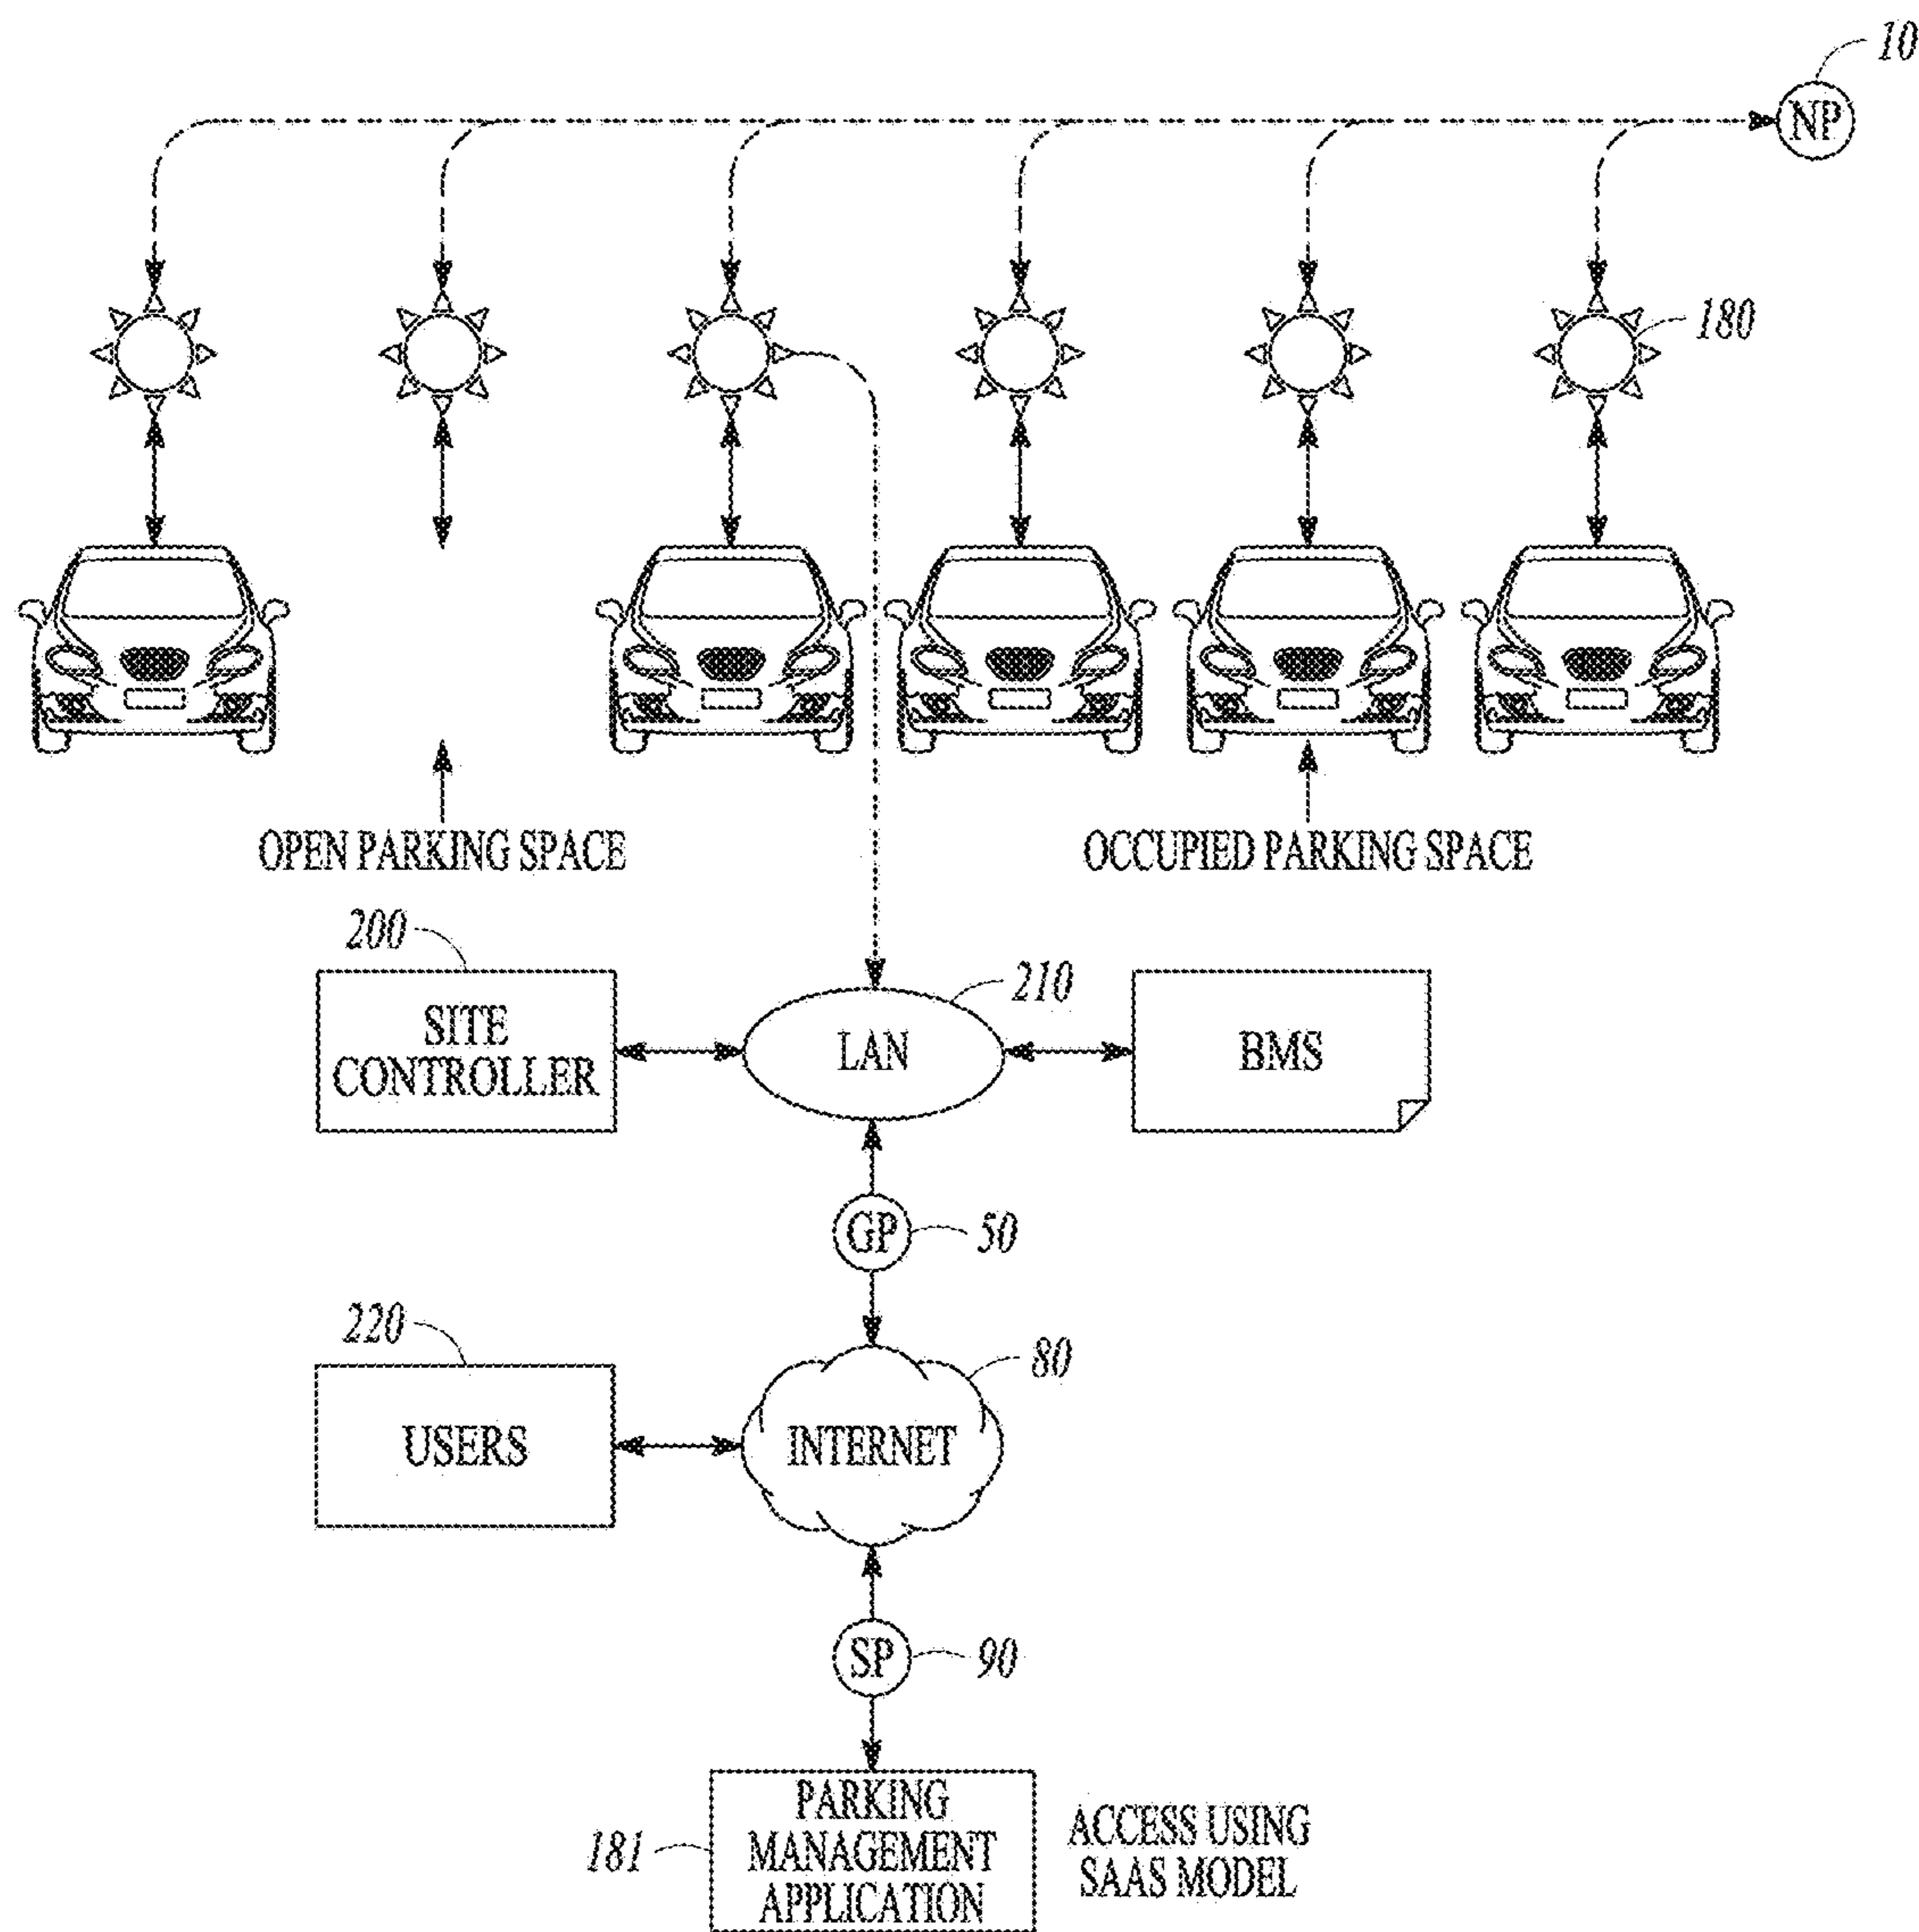 10
NP
180
OPEN PARKING SPACE
OCCUPIED PARKING SPACE
200
SITE
CONTROLLER
210
LAN
BMS
GP
50
220
USERS
80
INTERNET
SP
90
181
PARKING
MANAGEMENT
APPLICATION
ACCESS USING
SAAS MODEL